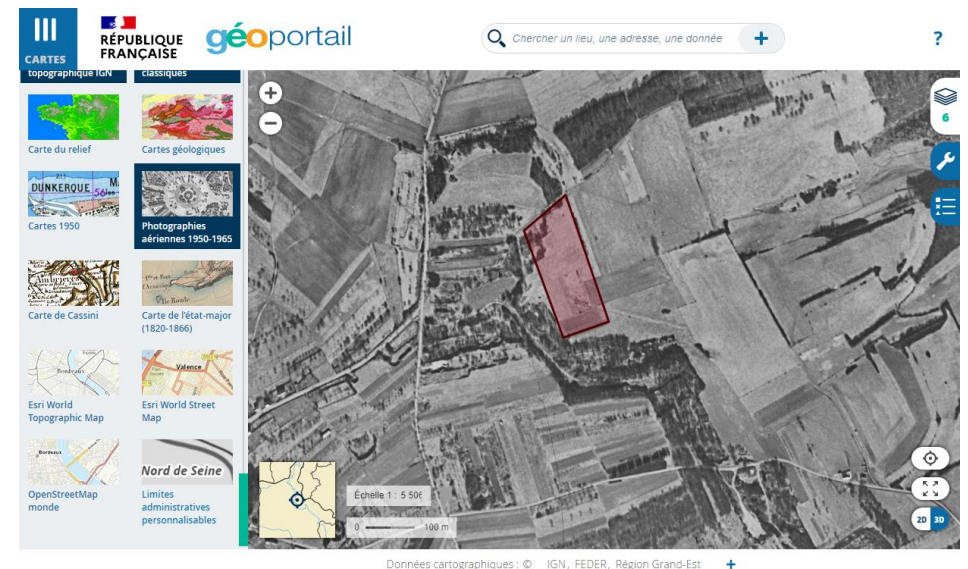 CARTES
RÉPUBLIQUE
FRANÇAISE
géoportail
Chercher un lieu, une adresse, une donnée
+
?
topographique IGN
classiques
Carte du relief
Cartes géologiques
DUNKERQUE
M
56
Cartes 1950
Photographies
aériennes 1950-1965
Carte de Cassini
Carte de l'état-major
(1820-1866)
Bordeaux
Valence
Esri World
Topographic Map
Esri World Street
Map
Bordeaux
Nord de Seine
OpenStreetMap
monde
Limites
administratives
personnalisables
+
−
6
Échelle 1 : 5 506
0 100 m
2D 3D
Données cartographiques : © IGN, FEDER, Région Grand-Est +